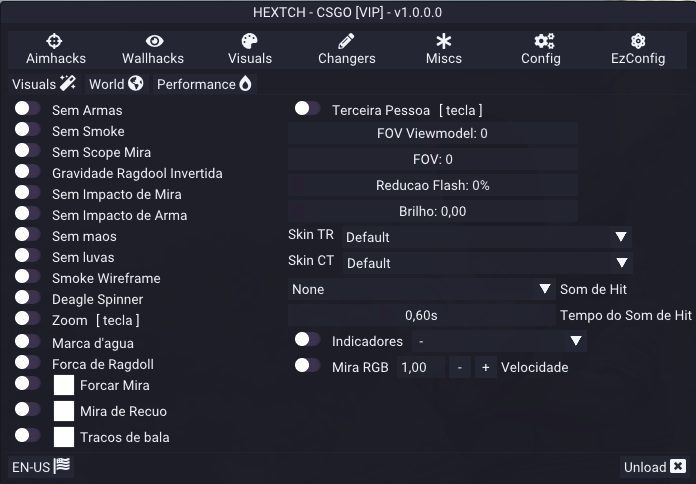 HEXTCH - CSGO [VIP] - v1.0.0.0
Aimhacks Wallhacks Visuals Changers Miscs Config EzConfig
Visuals World Performance
Sem Armas
Sem Smoke
Sem Scope Mira
Gravidade Ragdool Invertida
Sem Impacto de Mira
Sem Impacto de Arma
Sem maos
Sem luvas
Smoke Wireframe
Deagle Spinner
Zoom [ tecla ]
Marca d'agua
Forca de Ragdoll
Forcar Mira
Mira de Recuo
Tracos de bala
Terceira Pessoa [ tecla ]
FOV Viewmodel: 0
FOV: 0
Reducao Flash: 0%
Brilho: 0,00
Skin TR Default
Skin CT Default
None Som de Hit
0,60s Tempo do Som de Hit
Indicadores -
Mira RGB 1,00 - + Velocidade
EN-US Unload